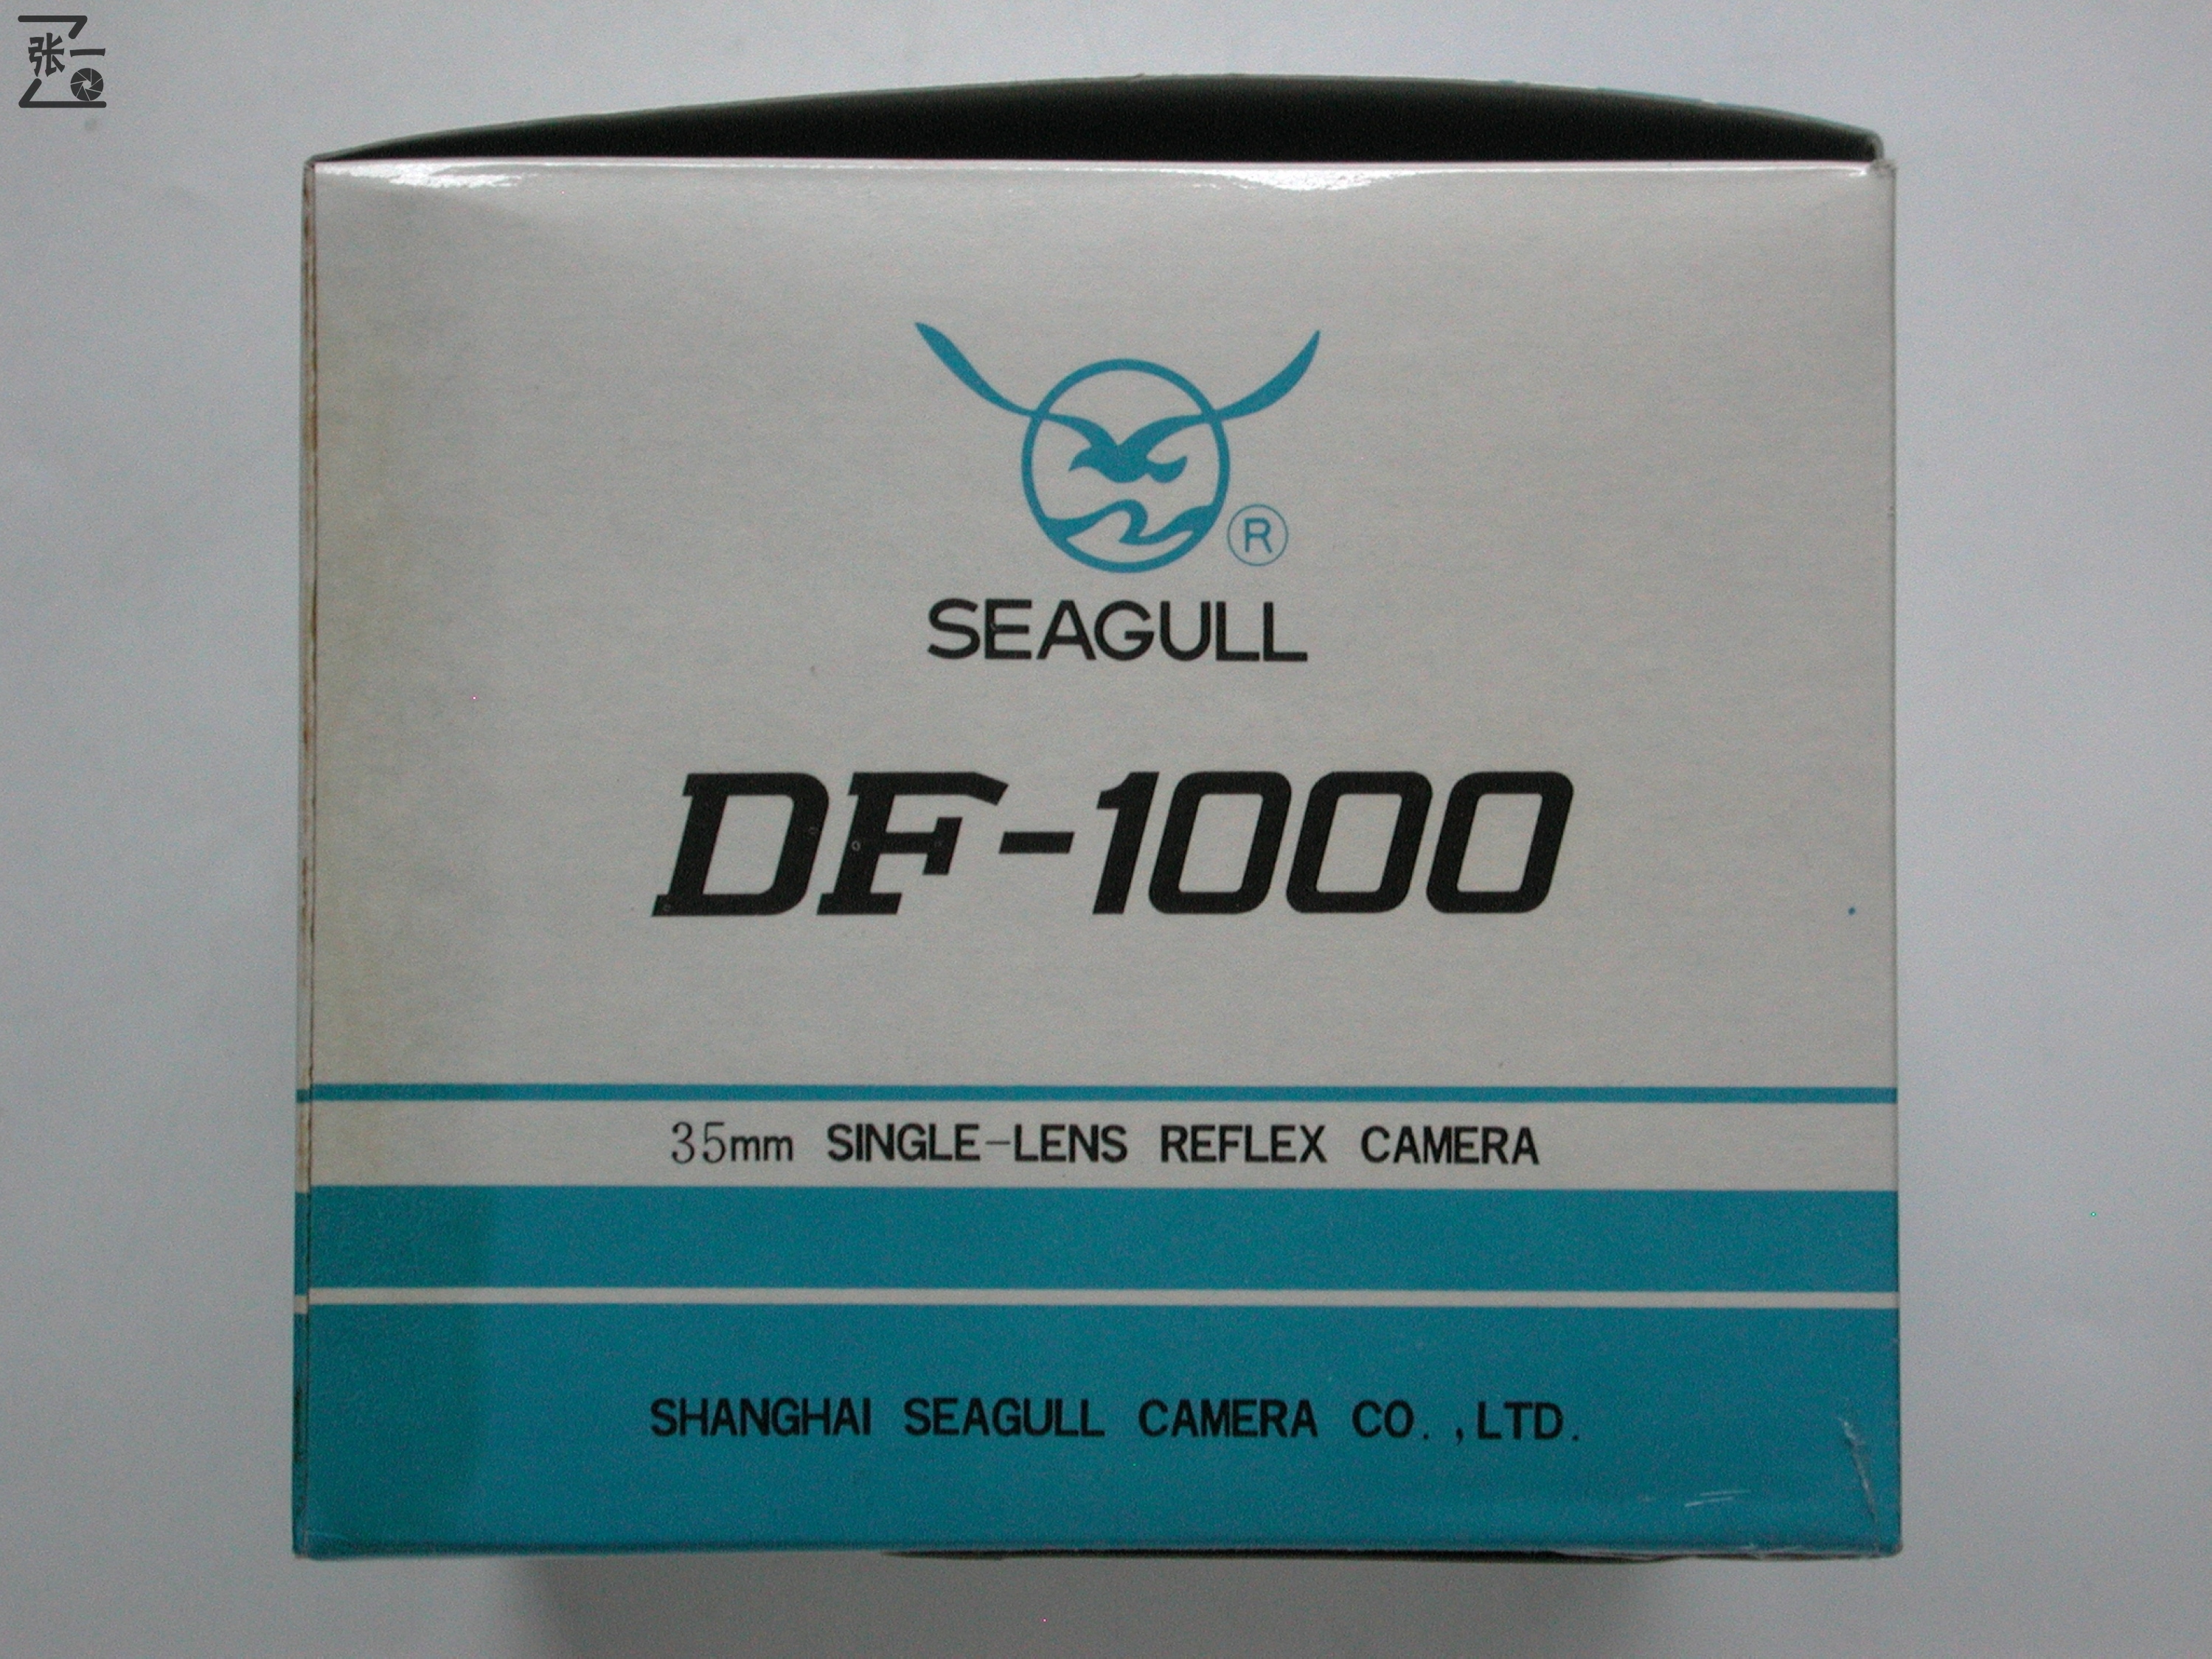 张一
®
SEAGULL
DF-1000
35mm SINGLE-LENS REFLEX CAMERA
SHANGHAI SEAGULL CAMERA CO.,LTD.